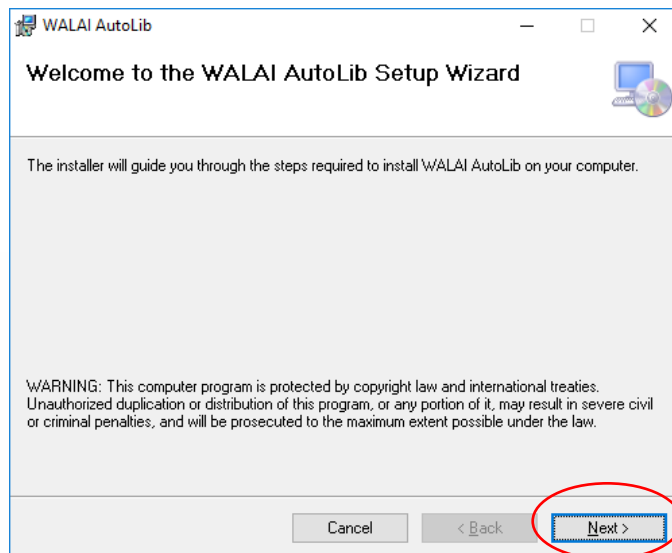 WALAI AutoLib
Welcome to the WALAI AutoLib Setup Wizard
The installer will guide you through the steps required to install WALAI AutoLib on your computer.
WARNING: This computer program is protected by copyright law and international treaties.
Unauthorized duplication or distribution of this program, or any portion of it, may result in severe civil
or criminal penalties, and will be prosecuted to the maximum extent possible under the law.
Cancel < Back Next >